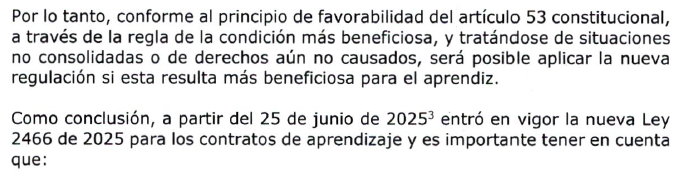 Por lo tanto, conforme al principio de favorabilidad del artículo 53 constitucional,
a través de la regla de la condición más beneficiosa, y tratándose de situaciones
no consolidadas o de derechos aún no causados, será posible aplicar la nueva
regulación si esta resulta más beneficiosa para el aprendiz.
Como conclusión, a partir del 25 de junio de 2025³ entró en vigor la nueva Ley
2466 de 2025 para los contratos de aprendizaje y es importante tener en cuenta
que: